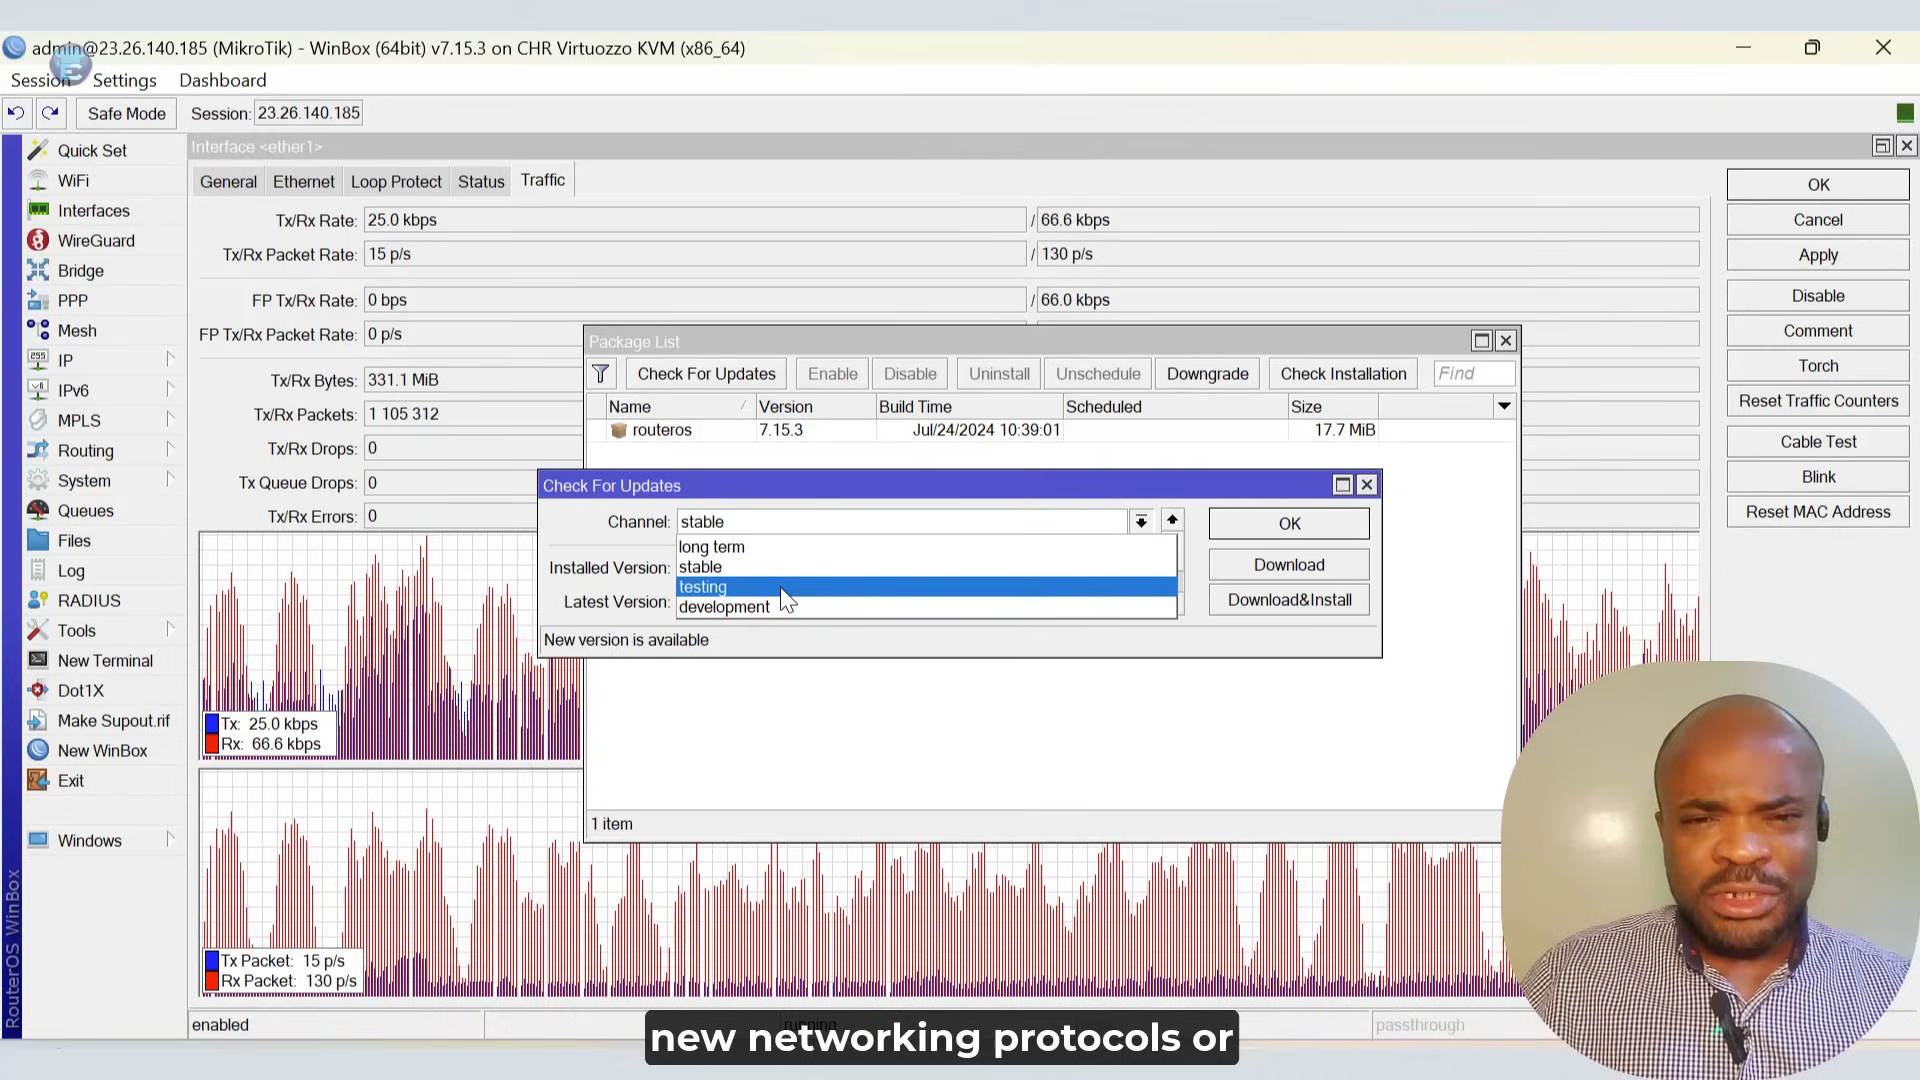 admin@23.26.140.185 (MikroTik) - WinBox (64bit) v7.15.3 on CHR Virtuozzo KVM (x86_64)
Session Settings Dashboard
Safe Mode Session: 23.26.140.185
Quick Set
WiFi
Interfaces
WireGuard
Bridge
PPP
Mesh
IP
IPv6
MPLS
Routing
System
Queues
Files
Log
RADIUS
Tools
New Terminal
Dot1X
Make Supout.rif
New WinBox
Exit
Windows
RouterOS WinBox
Interface <ether1>
General Ethernet Loop Protect Status Traffic
Tx/Rx Rate: 25.0 kbps / 66.6 kbps
Tx/Rx Packet Rate: 15 p/s / 130 p/s
FP Tx/Rx Rate: 0 bps / 66.0 kbps
FP Tx/Rx Packet Rate: 0 p/s
Tx/Rx Bytes: 331.1 MiB
Tx/Rx Packets: 1 105 312
Tx/Rx Drops: 0
Tx Queue Drops: 0
Tx/Rx Errors: 0
Tx: 25.0 kbps
Rx: 66.6 kbps
Tx Packet: 15 p/s
Rx Packet: 130 p/s
enabled running passthrough
OK
Cancel
Apply
Disable
Comment
Torch
Reset Traffic Counters
Cable Test
Blink
Reset MAC Address
Package List
Check For Updates Enable Disable Uninstall Unschedule Downgrade Check Installation Find
Name Version Build Time Scheduled Size
routeros 7.15.3 Jul/24/2024 10:39:01 17.7 MiB
1 item
Check For Updates
Channel: stable
long term
stable
testing
development
Installed Version:
Latest Version:
OK
Download
Download&Install
New version is available
new networking protocols or